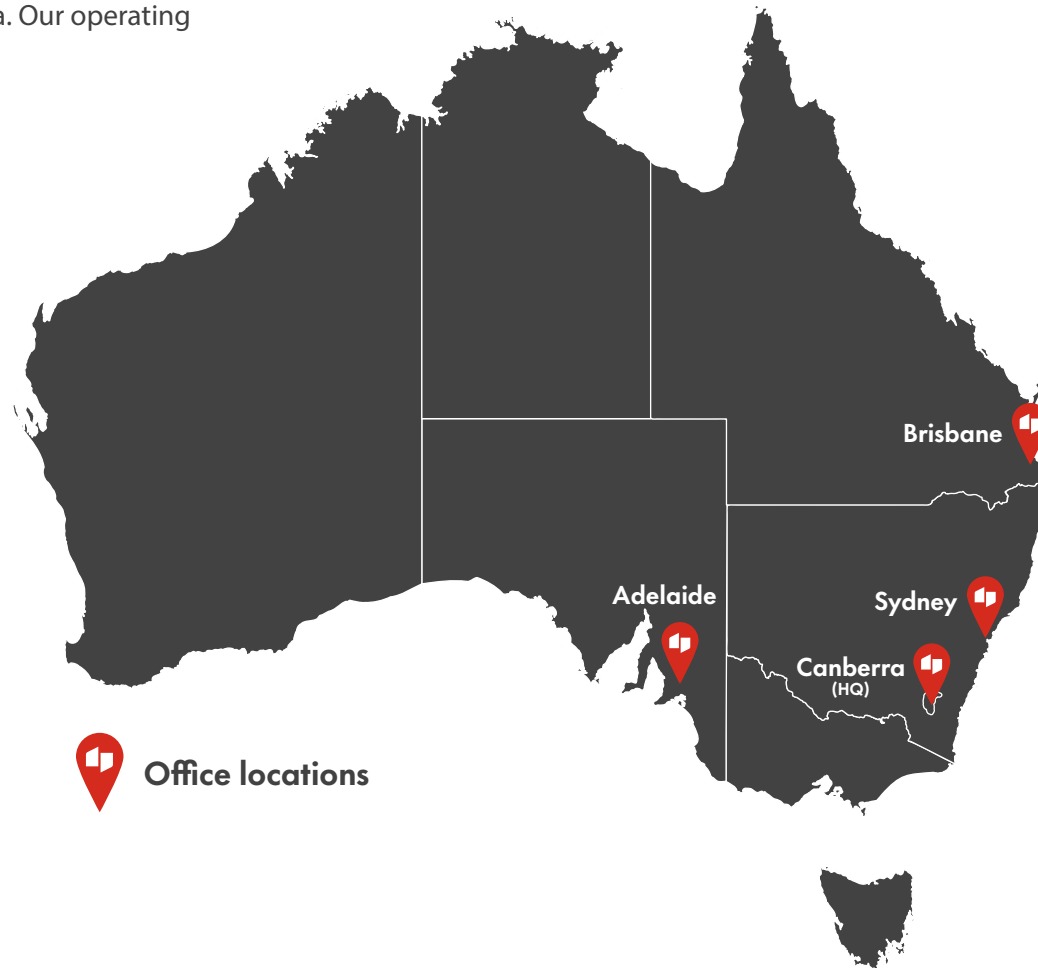 a. Our operating
Brisbane
Adelaide
Sydney
Canberra
(HQ)
Office locations